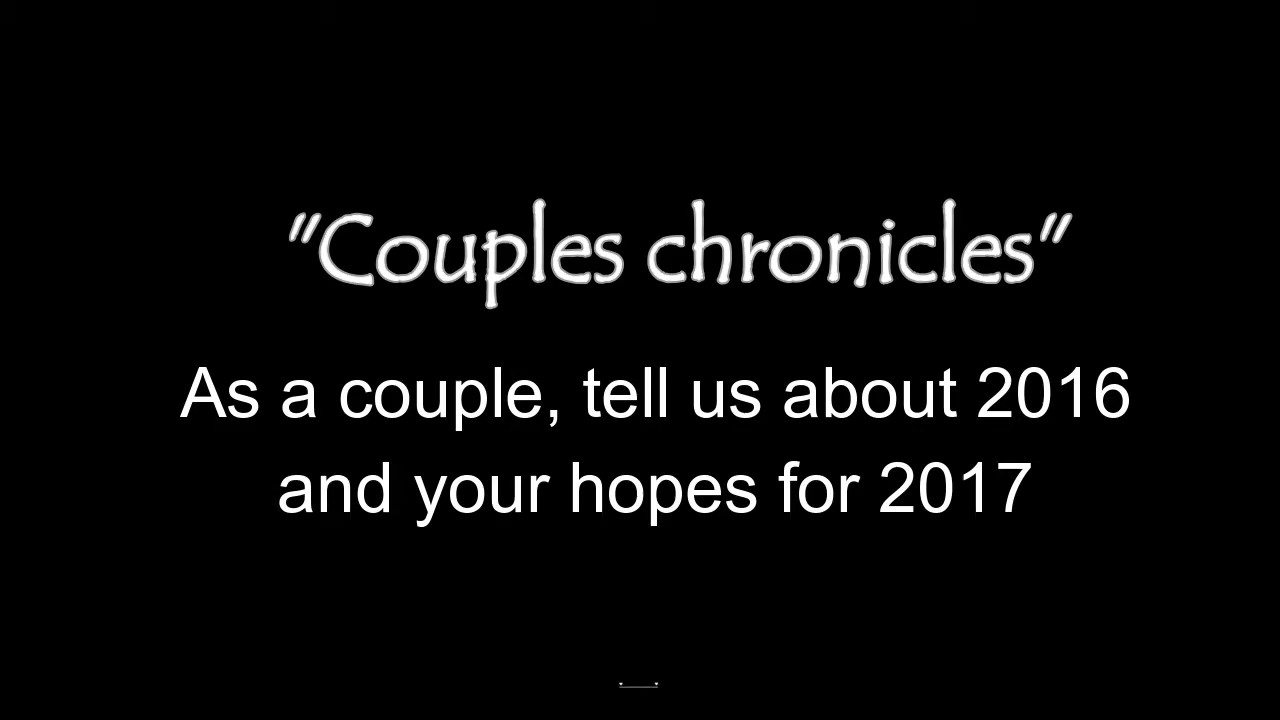 "Couples chronicles"
As a couple, tell us about 2016
and your hopes for 2017